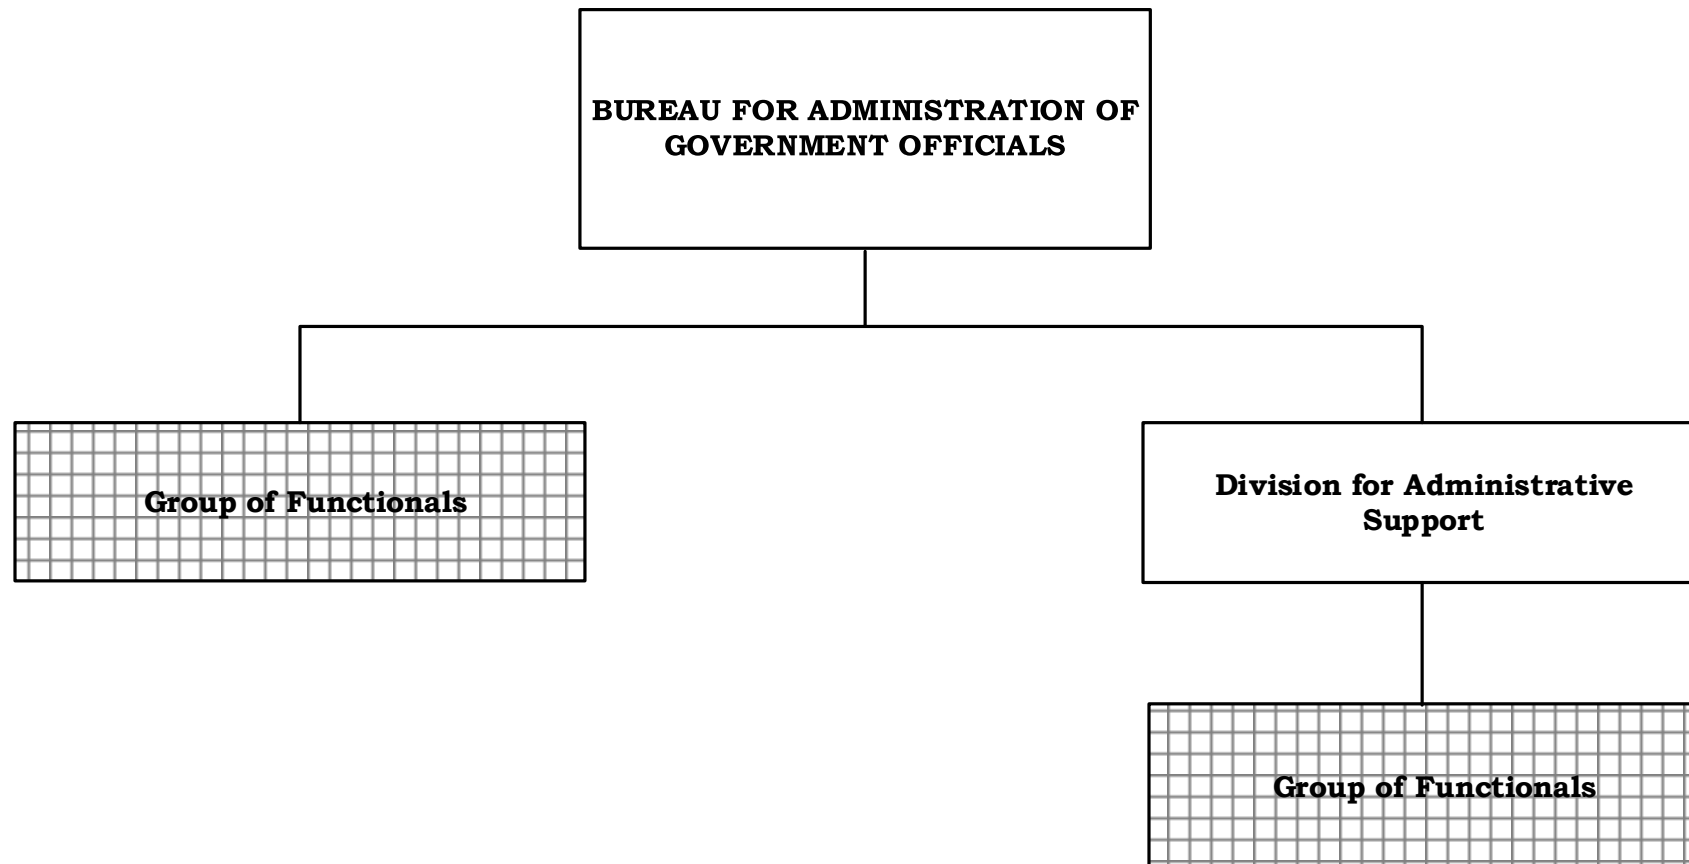 BUREAU FOR ADMINISTRATION OF
GOVERNMENT OFFICIALS
Group of Functionals
Division for Administrative
Support
Group of Functionals